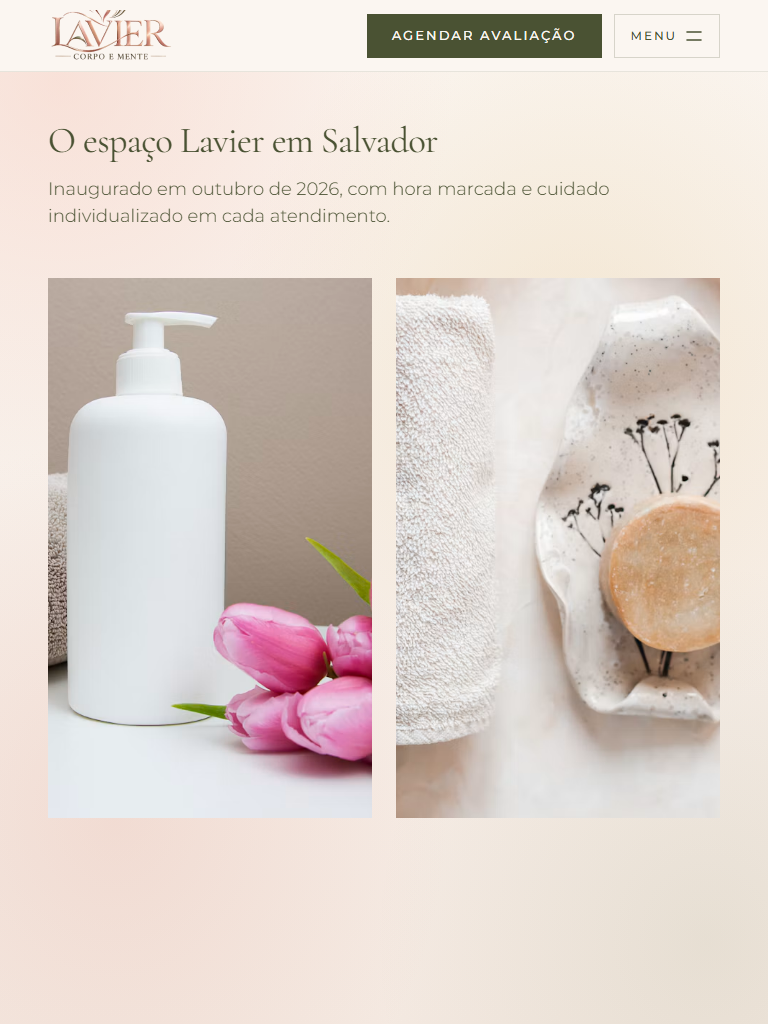 LAVIER
CORPO E MENTE
AGENDAR AVALIAÇÃO
MENU
O espaço Lavier em Salvador
Inaugurado em outubro de 2026, com hora marcada e cuidado
individualizado em cada atendimento.